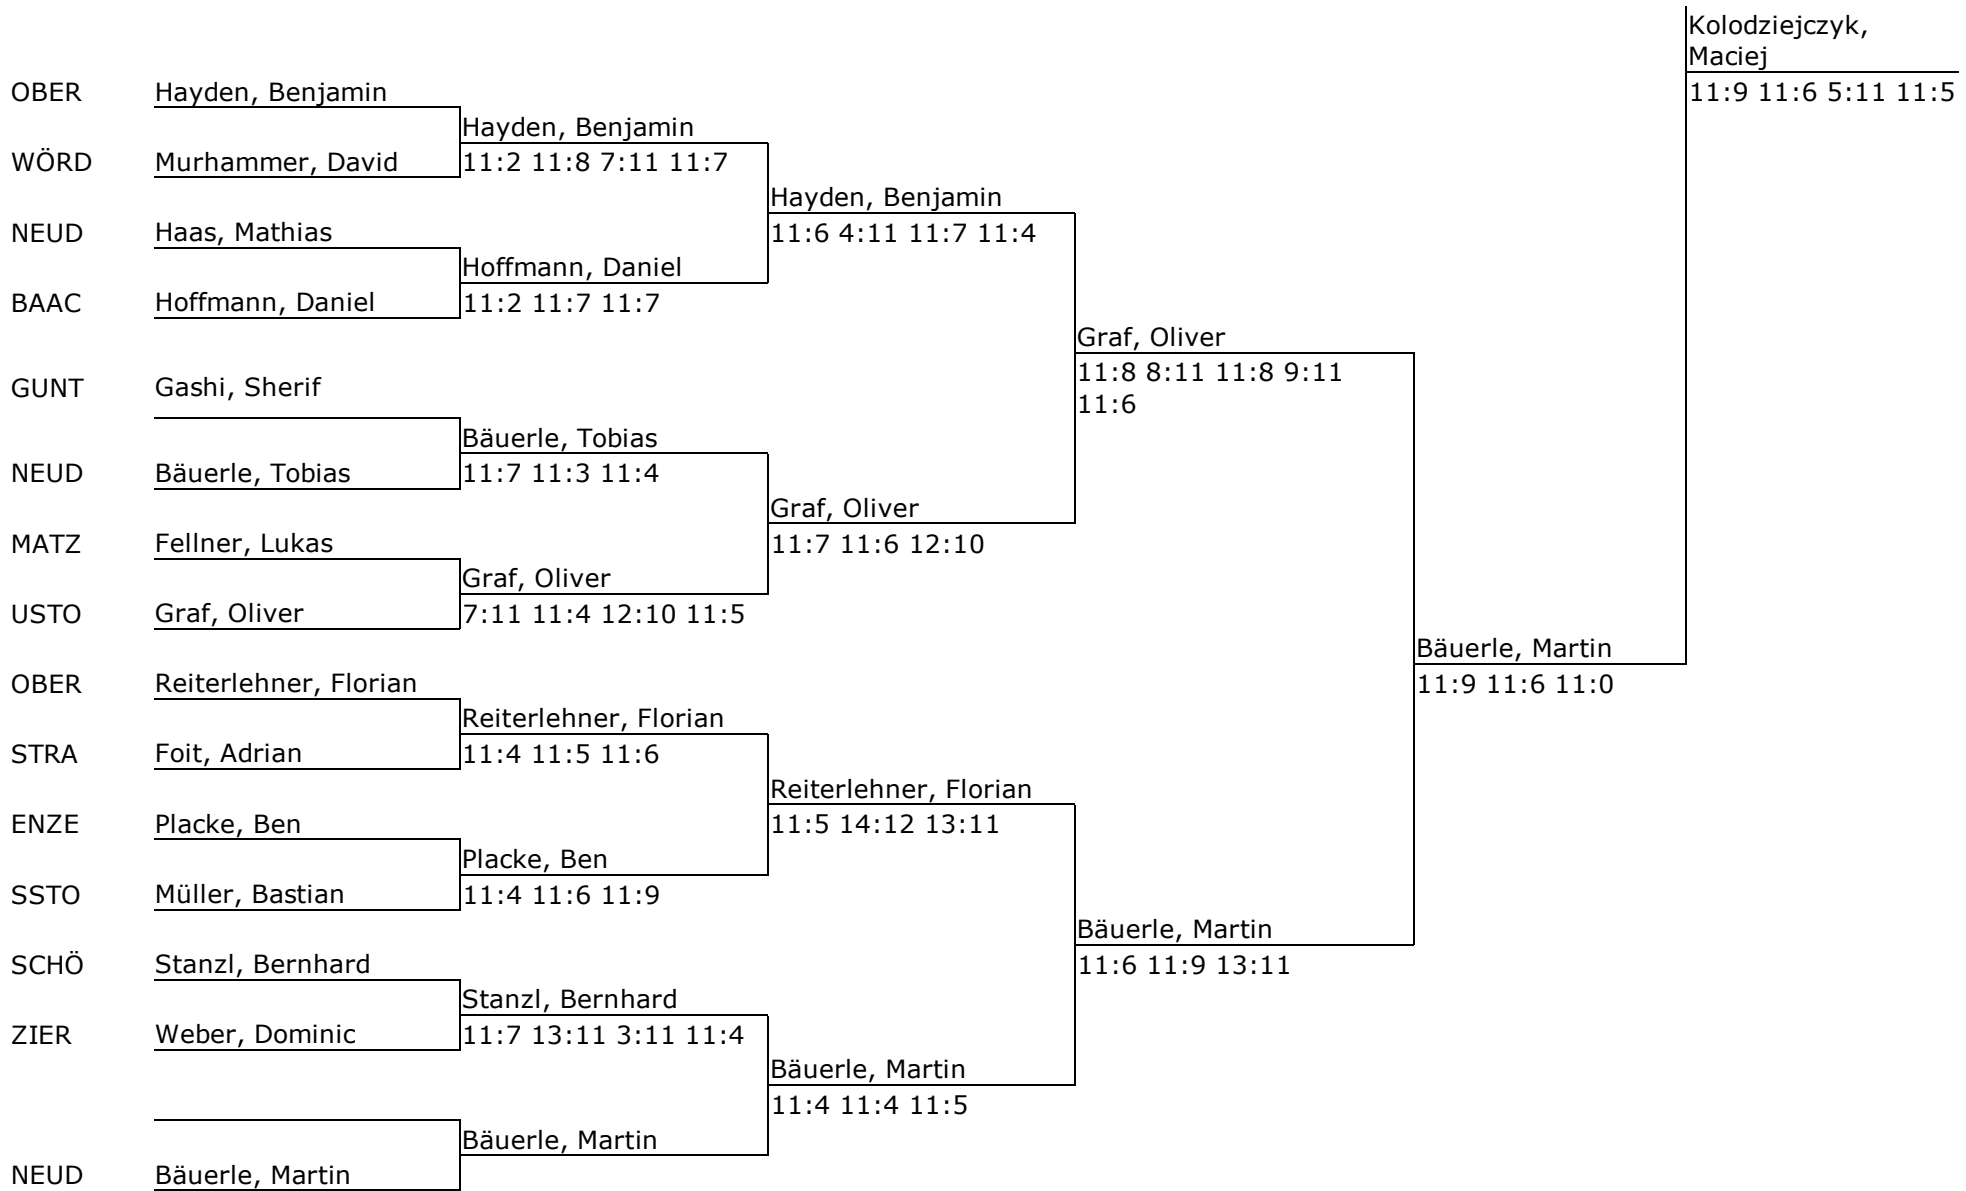 Kolodziejczyk,
Maciej
OBER Hayden, Benjamin 11:9 11:6 5:11 11:5
Hayden, Benjamin
WÖRD Murhammer, David 11:2 11:8 7:11 11:7
Hayden, Benjamin
NEUD Haas, Mathias 11:6 4:11 11:7 11:4
Hoffmann, Daniel
BAAC Hoffmann, Daniel 11:2 11:7 11:7
Graf, Oliver
11:8 8:11 11:8 9:11
GUNT Gashi, Sherif
11:6
Bäuerle, Tobias
NEUD Bäuerle, Tobias 11:7 11:3 11:4
Graf, Oliver
MATZ Fellner, Lukas 11:7 11:6 12:10
Graf, Oliver
USTO Graf, Oliver 7:11 11:4 12:10 11:5
Bäuerle, Martin
OBER Reiterlehner, Florian 11:9 11:6 11:0
Reiterlehner, Florian
STRA Foit, Adrian 11:4 11:5 11:6
Reiterlehner, Florian
ENZE Placke, Ben 11:5 14:12 13:11
Placke, Ben
SSTO Müller, Bastian 11:4 11:6 11:9
Bäuerle, Martin
SCHÖ Stanzl, Bernhard 11:6 11:9 13:11
Stanzl, Bernhard
ZIER Weber, Dominic 11:7 13:11 3:11 11:4
Bäuerle, Martin
11:4 11:4 11:5
Bäuerle, Martin
NEUD Bäuerle, Martin